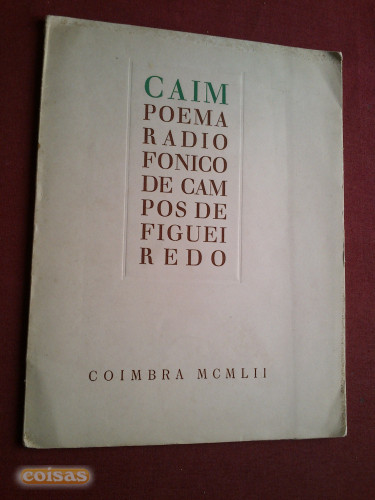 CAIM
POEMA
RADIO
FONICO
DE CAM
POS DE
FIGUEI
REDO
COIMBRA MCMLII
coisas